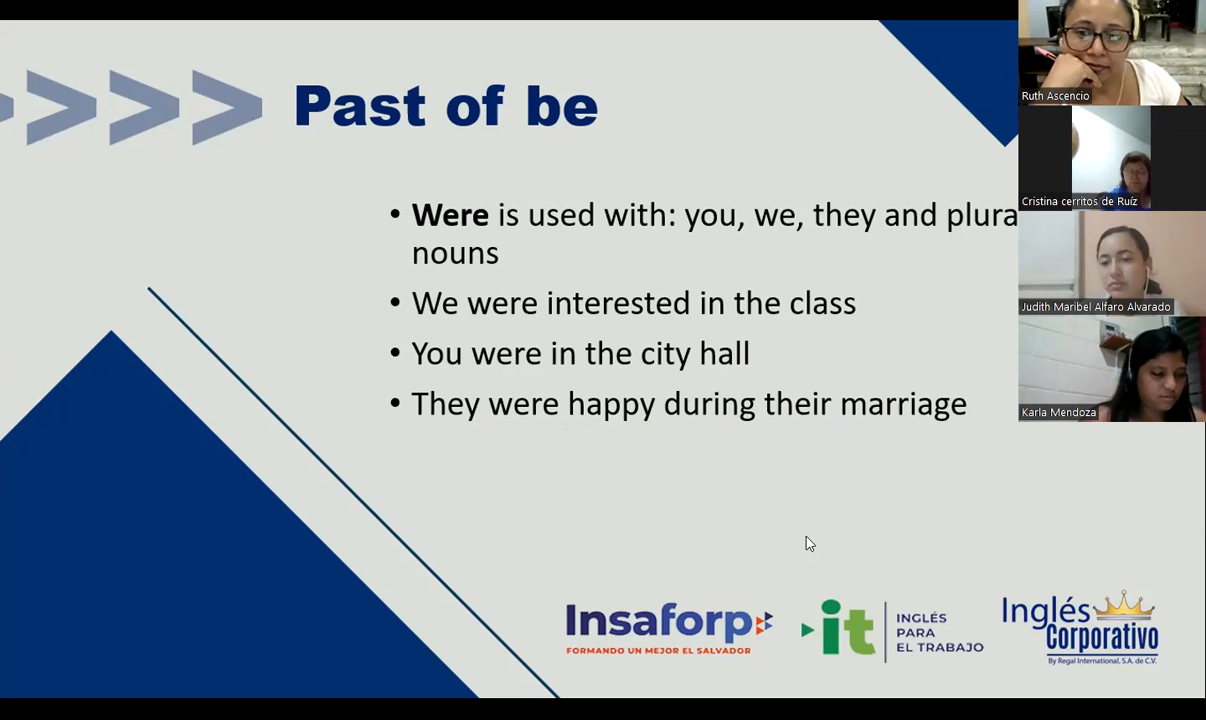 Past of be
• Were is used with: you, we, they and plura
nouns
• We were interested in the class
• You were in the city hall
• They were happy during their marriage
Ruth Ascencio
Cristina cerritos de Ruíz
Judith Maribel Alfaro Alvarado
Karla Mendoza
Insaforp
FORMANDO UN MEJOR EL SALVADOR
it
INGLÉS
PARA
EL TRABAJO
Inglés
Corporativo
By Regal International, S.A. de C.V.